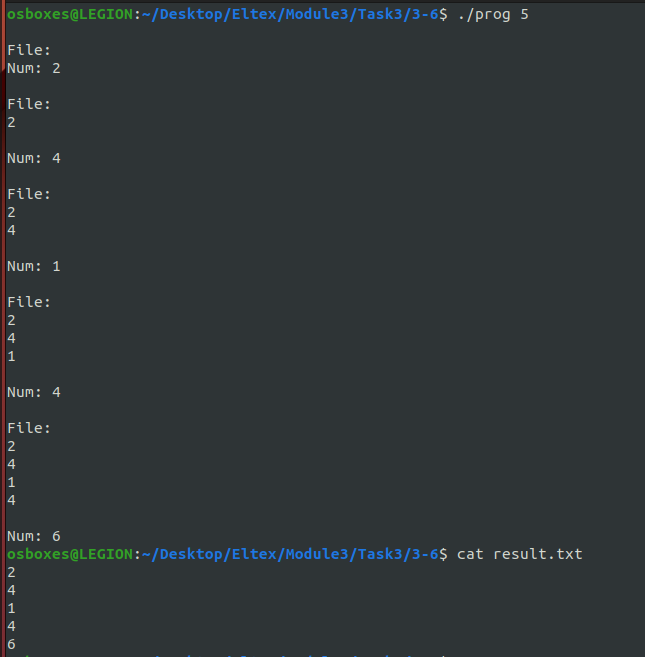 osboxes@LEGION:~/Desktop/Eltex/Module3/Task3/3-6$ ./prog 5
File:
Num: 2
File:
2
Num: 4
File:
2
4
Num: 1
File:
2
4
1
Num: 4
File:
2
4
1
4
Num: 6
osboxes@LEGION:~/Desktop/Eltex/Module3/Task3/3-6$ cat result.txt
2
4
1
4
6